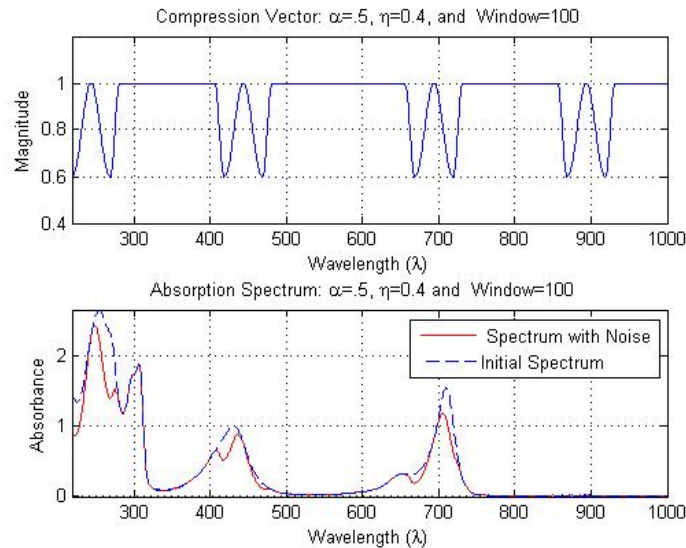 Compression Vector: α=.5, η=0.4, and Window=100
Magnitude
1
0.8
0.6
0.4
300 400 500 600 700 800 900 1000
Wavelength (λ)
Absorption Spectrum: α=.5, η=0.4 and Window=100
Absorbance
2
1
0
Spectrum with Noise
Initial Spectrum
300 400 500 600 700 800 900 1000
Wavelength (λ)